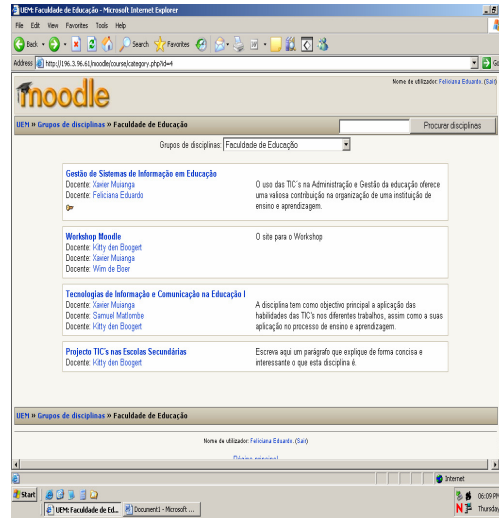 UEM: Faculdade de Educação - Microsoft Internet Explorer
File Edit View Favorites Tools Help
Back Search Favorites
Address http://196.3.96.61/moodle/course/category.php?id=4 Go
moodle
Nome de utilizador: Feliciana Eduardo. (Sair)
UEM » Grupos de disciplinas » Faculdade de Educação
Procurar disciplinas
Grupos de disciplinas: Faculdade de Educação
Gestão de Sistemas de Informação em Educação
Docente: Xavier Muianga
Docente: Feliciana Eduardo
O uso das TIC´s na Administração e Gestão da educação oferece
uma valiosa contribuição na organização de uma instituição de
ensino e aprendizagem.
Workshop Moodle
Docente: Kitty den Boogert
Docente: Xavier Muianga
Docente: Wim de Boer
O site para o Workshop
Tecnologias de Informação e Comunicação na Educação I
Docente: Xavier Muianga
Docente: Samuel Matlombe
Docente: Kitty den Boogert
A disciplina tem como objectivo principal a aplicação das
habilidades das TIC's nos diferentes trabalhos, assim como a suas
aplicação no processo de ensino e aprendizagem.
Projecto TIC´s nas Escolas Secundárias
Docente: Kitty den Boogert
Escreva aqui um parágrafo que explique de forma concisa e
interessante o que esta disciplina é.
UEM » Grupos de disciplinas » Faculdade de Educação
Nome de utilizador: Feliciana Eduardo. (Sair)
Página principal
Internet
Start
06:09 PM
UEM: Faculdade de Ed...
Document1 - Microsoft ...
Thursday